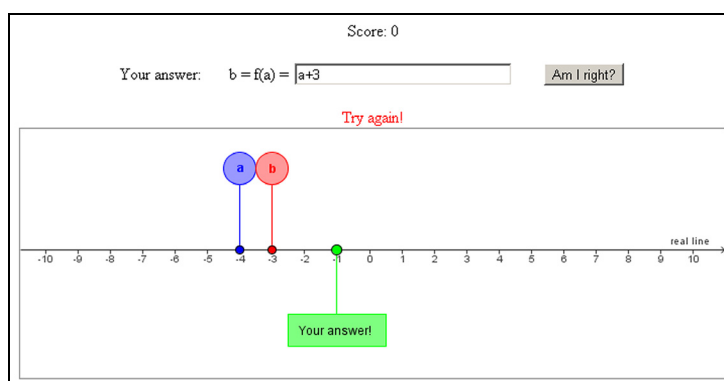 Score: 0
Your answer: b = f(a) = a+3 Am I right?
Try again!
a b
real line
-10 -9 -8 -7 -6 -5 -4 -3 -2 -1 0 1 2 3 4 5 6 7 8 9 10
Your answer!